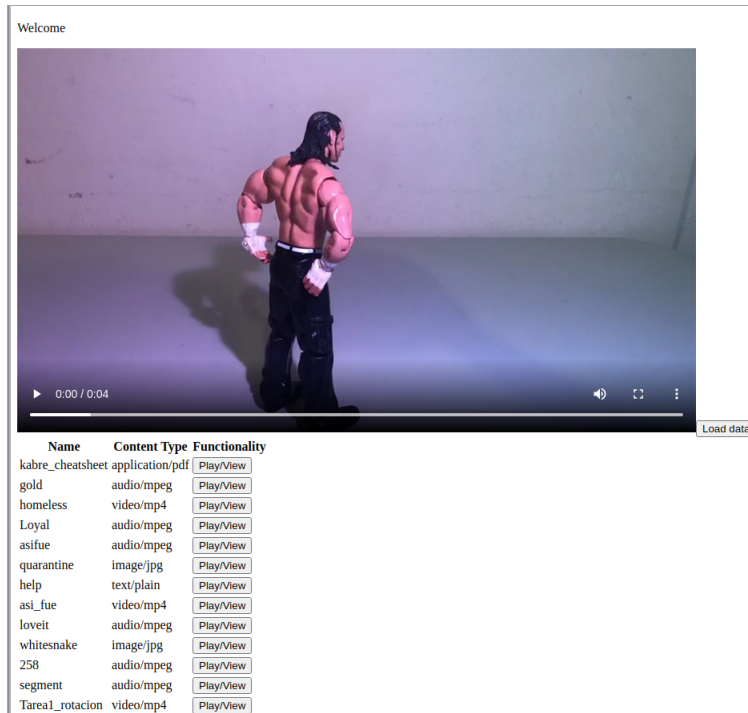 Welcome
0:00 / 0:04
Load data
Name Content Type Functionality
kabre_cheatsheet application/pdf Play/View
gold audio/mpeg Play/View
homeless video/mp4 Play/View
Loyal audio/mpeg Play/View
asifue audio/mpeg Play/View
quarantine image/jpg Play/View
help text/plain Play/View
asi_fue video/mp4 Play/View
loveit audio/mpeg Play/View
whitesnake image/jpg Play/View
258 audio/mpeg Play/View
segment audio/mpeg Play/View
Tarea1_rotacion video/mp4 Play/View